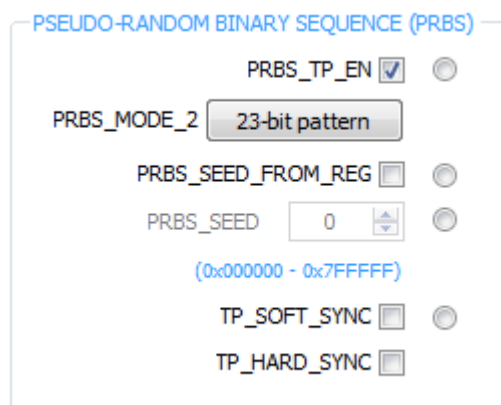 PSEUDO-RANDOM BINARY SEQUENCE (PRBS)
PRBS_TP_EN
PRBS_MODE_2 23-bit pattern
PRBS_SEED_FROM_REG
PRBS_SEED 0
(0x000000 - 0x7FFFFF)
TP_SOFT_SYNC
TP_HARD_SYNC